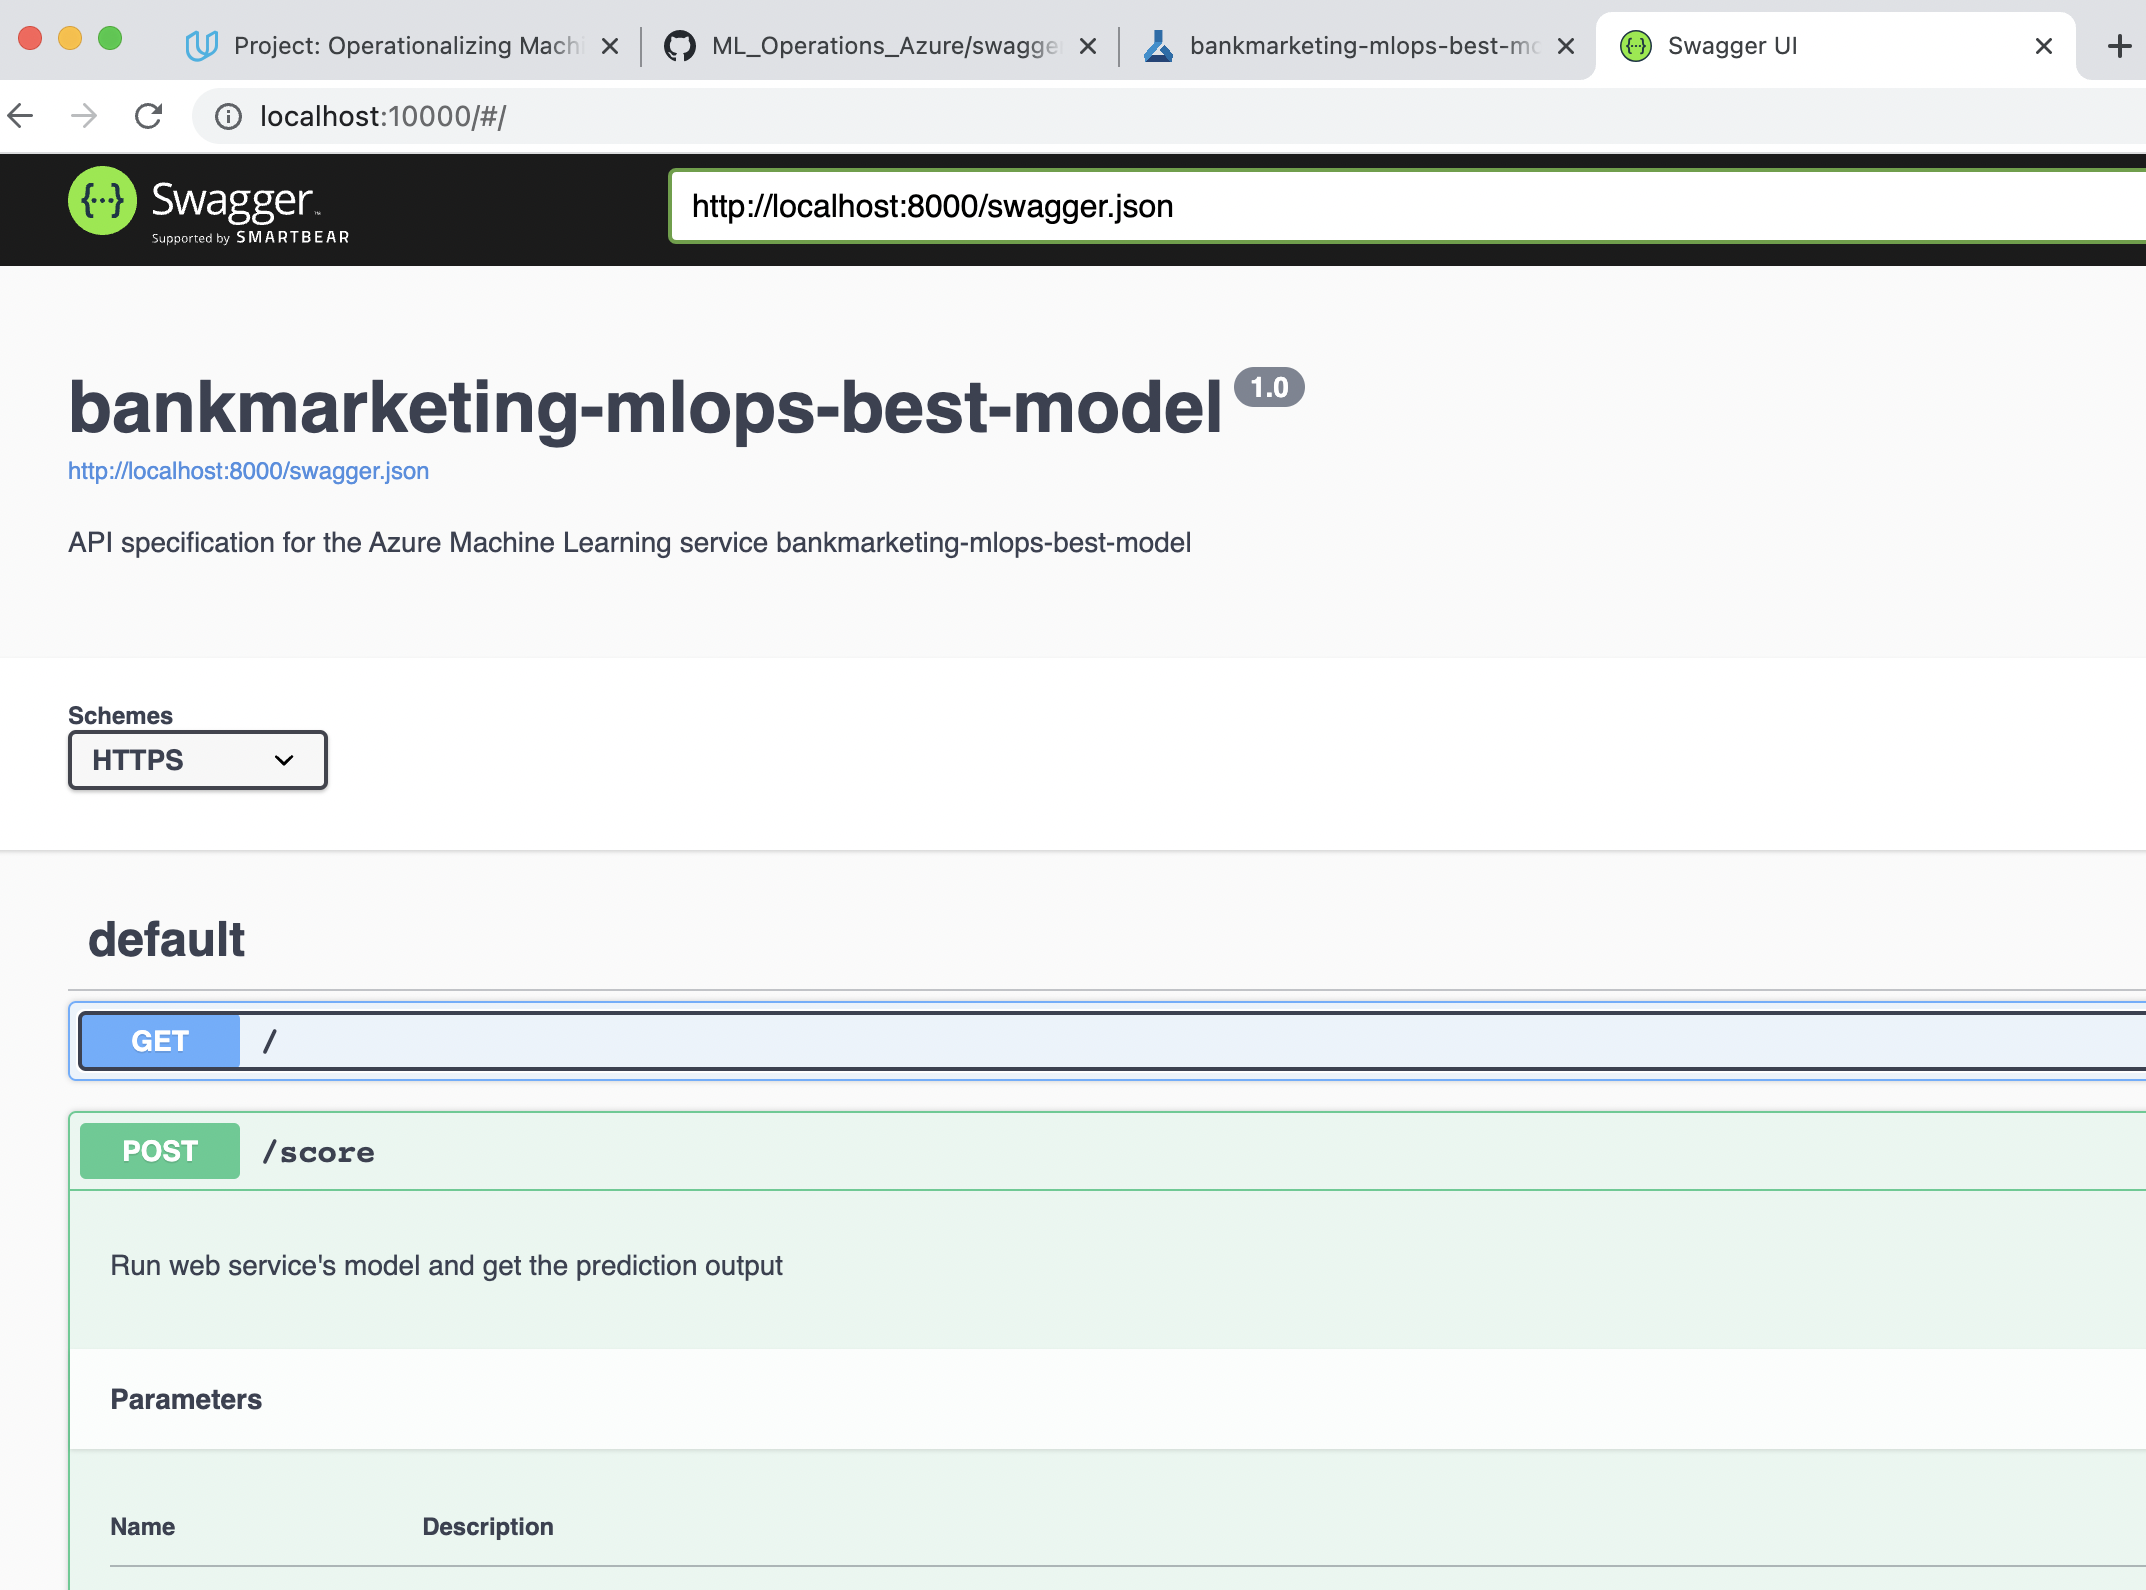 Project: Operationalizing Machi
ML_Operations_Azure/swagger
bankmarketing-mlops-best-mo
Swagger UI
localhost:10000/#/
{···} Swagger™
Supported by SMARTBEAR
http://localhost:8000/swagger.json
bankmarketing-mlops-best-model 1.0
http://localhost:8000/swagger.json
API specification for the Azure Machine Learning service bankmarketing-mlops-best-model
Schemes
HTTPS
default
GET /
POST /score
Run web service's model and get the prediction output
Parameters
Name Description